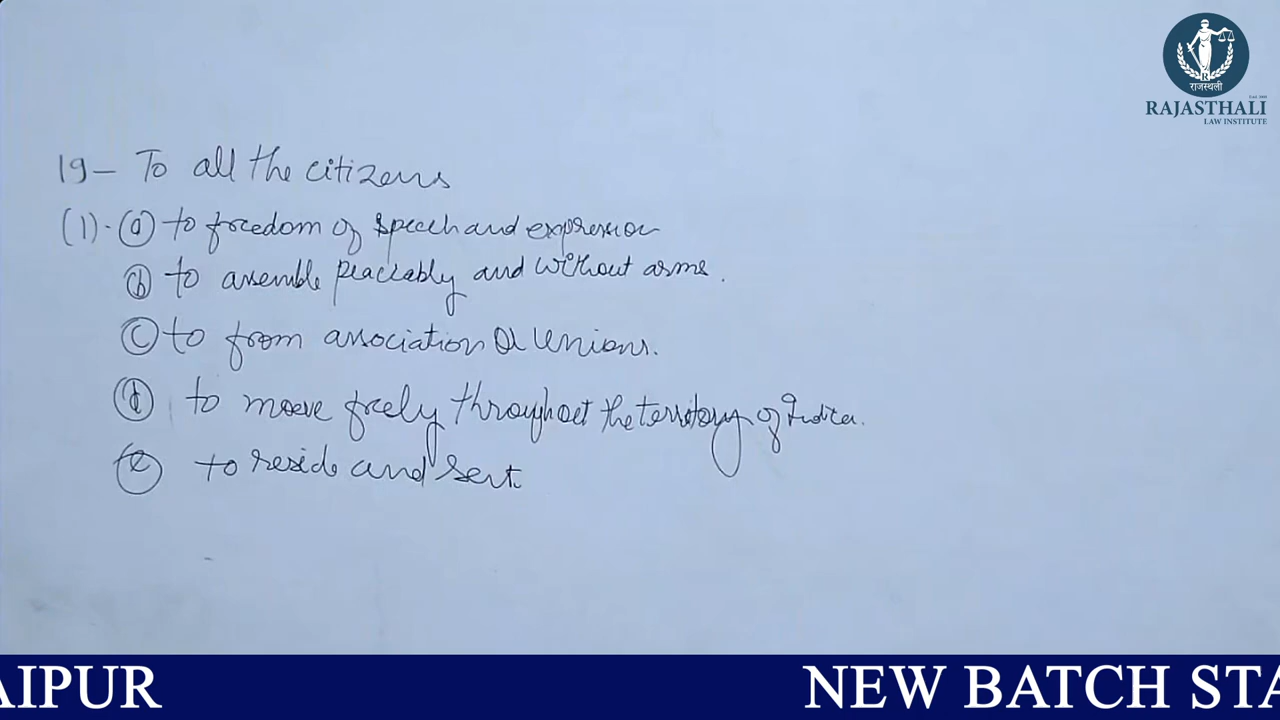 राजस्थली
Estd. 2004
RAJASTHALI
LAW INSTITUTE
19- To all the citizens
(1). (a) to freedom of speech and expression
(b) to assemble peaceably and without arms.
(c) to from association or unions.
(d) to move freely throughout the territory of India.
(e) to reside and
AIPUR
NEW BATCH STA